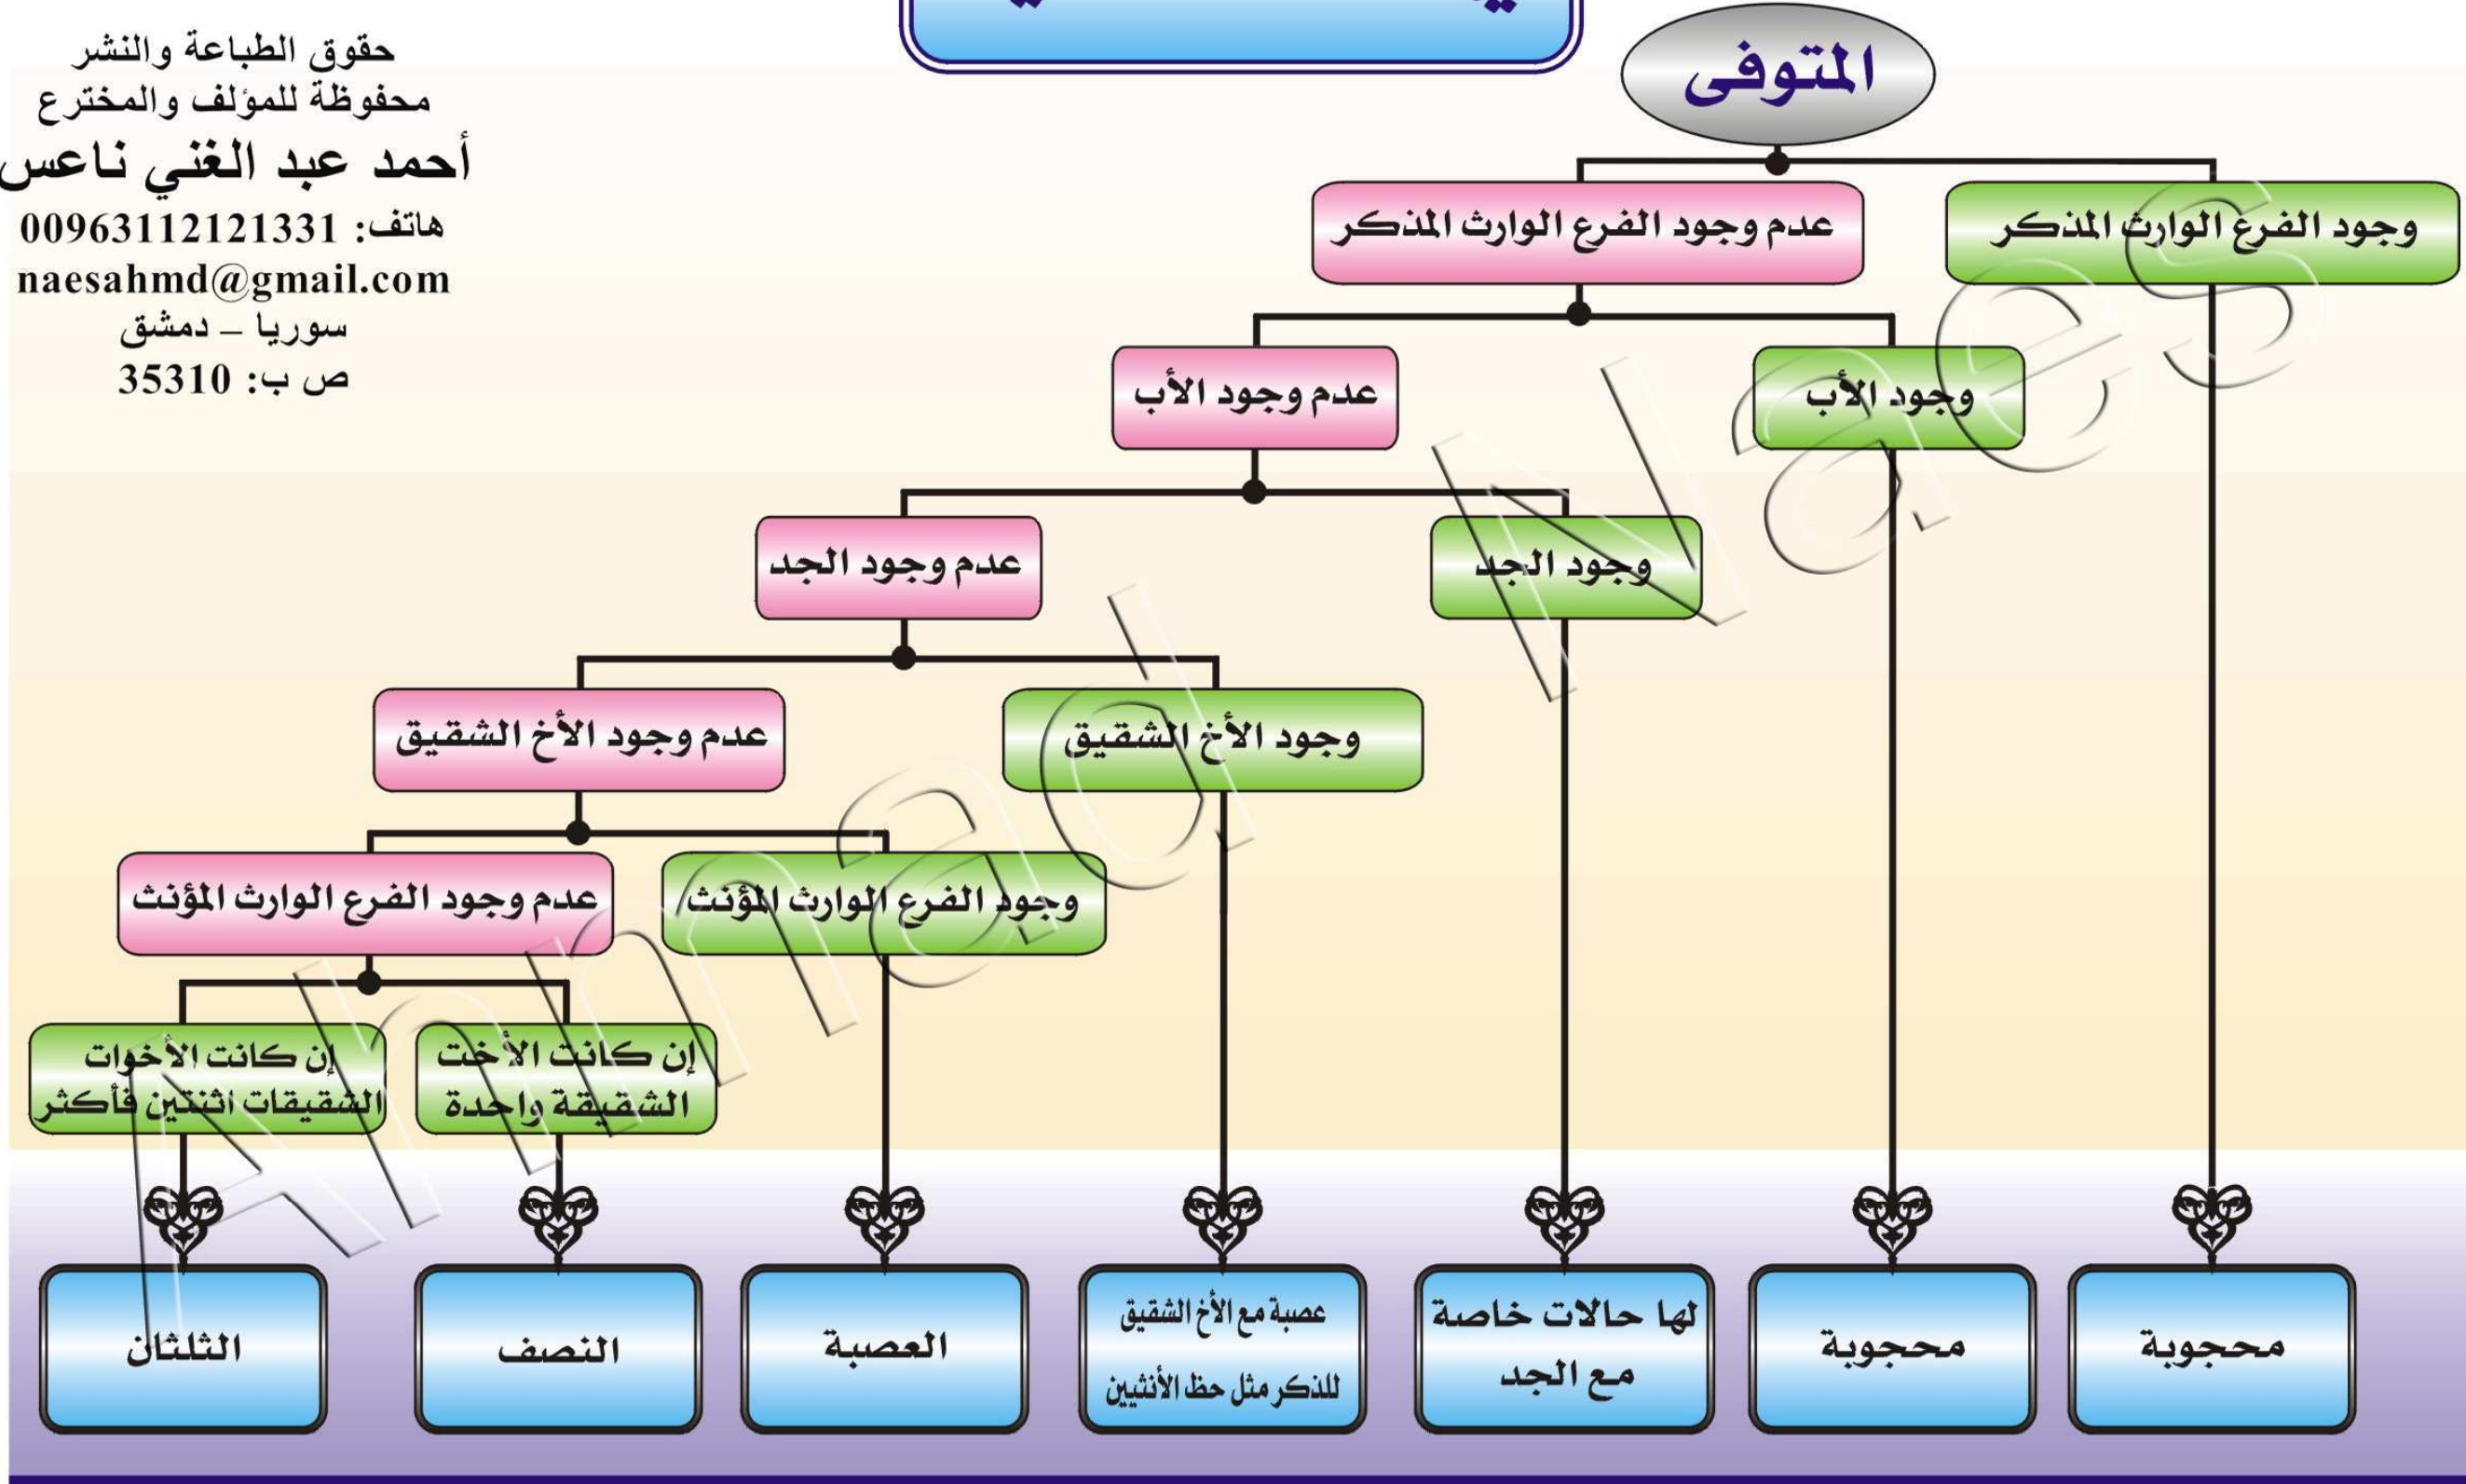 حقوق الطباعة والنشر
محفوظة للمؤلف والمخترع
أحمد عبد الغني ناعس
هاتف: 00963112121331
naesahmd@gmail.com
سوريا – دمشق
ص ب: 35310
المتوفى
وجود الفرع الوارث المذكر
عدم وجود الفرع الوارث المذكر
وجود الأب
عدم وجود الأب
وجود الجد
عدم وجود الجد
وجود الأخ الشقيق
عدم وجود الأخ الشقيق
وجود الفرع الوارث المؤنث
عدم وجود الفرع الوارث المؤنث
إن كانت الأخت
الشقيقة واحدة
إن كانت الأخوات
الشقيقات اثنتين فأكثر
محجوبة
محجوبة
لها حالات خاصة
مع الجد
عصبة مع الأخ الشقيق
للذكر مثل حظ الأنثيين
العصبة
النصف
الثلثان
Ahmad Naes